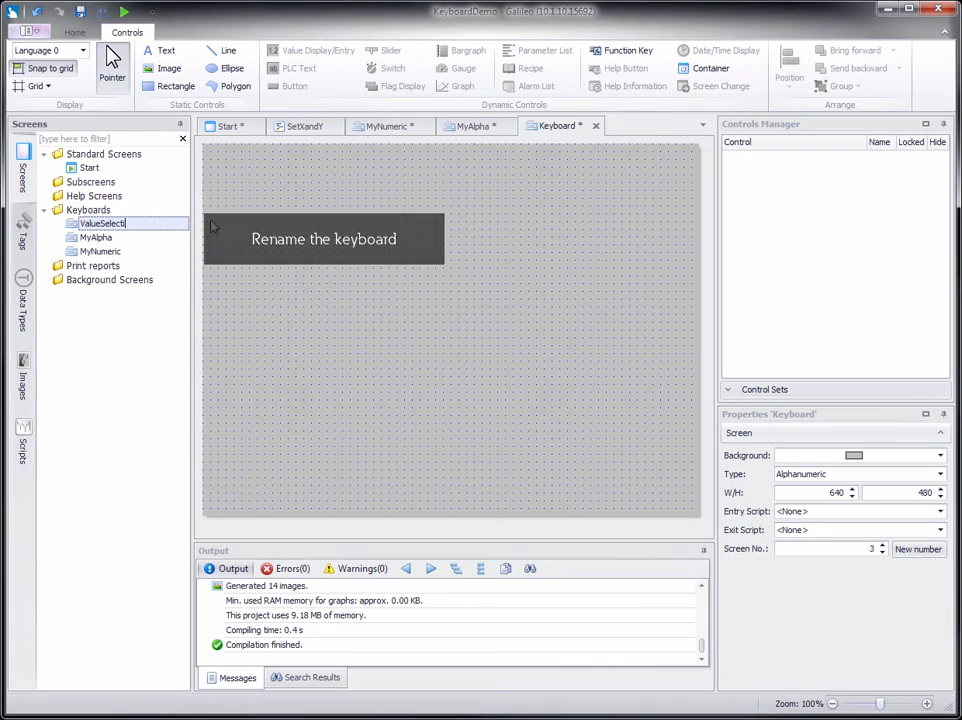 KeyboardDemo - Galileo (10.1.10.15692)
Home
Controls
Language 0
Snap to grid
Grid
Display
Pointer
Text
Image
Rectangle
Line
Ellipse
Polygon
Static Controls
Value Display/Entry
PLC Text
Button
Slider
Switch
Flag Display
Bargraph
Gauge
Graph
Parameter List
Recipe
Alarm List
Function Key
Help Button
Help Information
Date/Time Display
Container
Screen Change
Dynamic Controls
Position
Bring forward
Send backward
Group
Arrange
Screens
[type here to filter]
Standard Screens
Start
Subscreens
Help Screens
Keyboards
ValueSelecti
MyAlpha
MyNumeric
Print reports
Background Screens
Screens
Tags
Data Types
Images
Scripts
Start *
SetXandY
MyNumeric *
MyAlpha *
Keyboard *
Rename the keyboard
Controls Manager
Control
Name
Locked
Hide
Control Sets
Properties 'Keyboard'
Screen
Background:
Type:
Alphanumeric
W/H:
640
480
Entry Script:
<None>
Exit Script:
<None>
Screen No.:
3
New number
Output
Output
Errors(0)
Warnings(0)
Generated 14 images.
Min. used RAM memory for graphs: approx. 0.00 KB.
This project uses 9.18 MB of memory.
Compiling time: 0.4 s
Compilation finished.
Messages
Search Results
Zoom: 100%